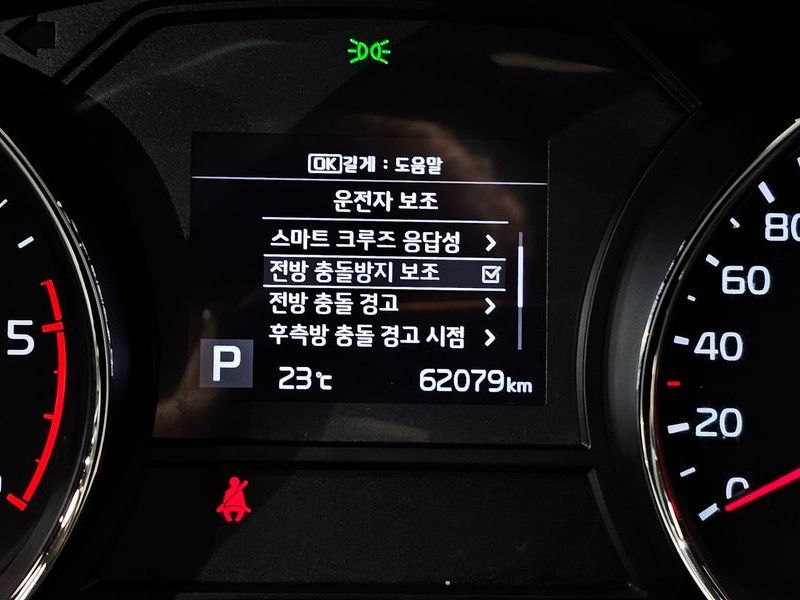 OK길게 : 도움말
운전자 보조
스마트 크루즈 응답성
전방 충돌방지 보조
전방 충돌 경고
후측방 충돌 경고 시점
P
23℃
62079km
5
80
60
40
20
0